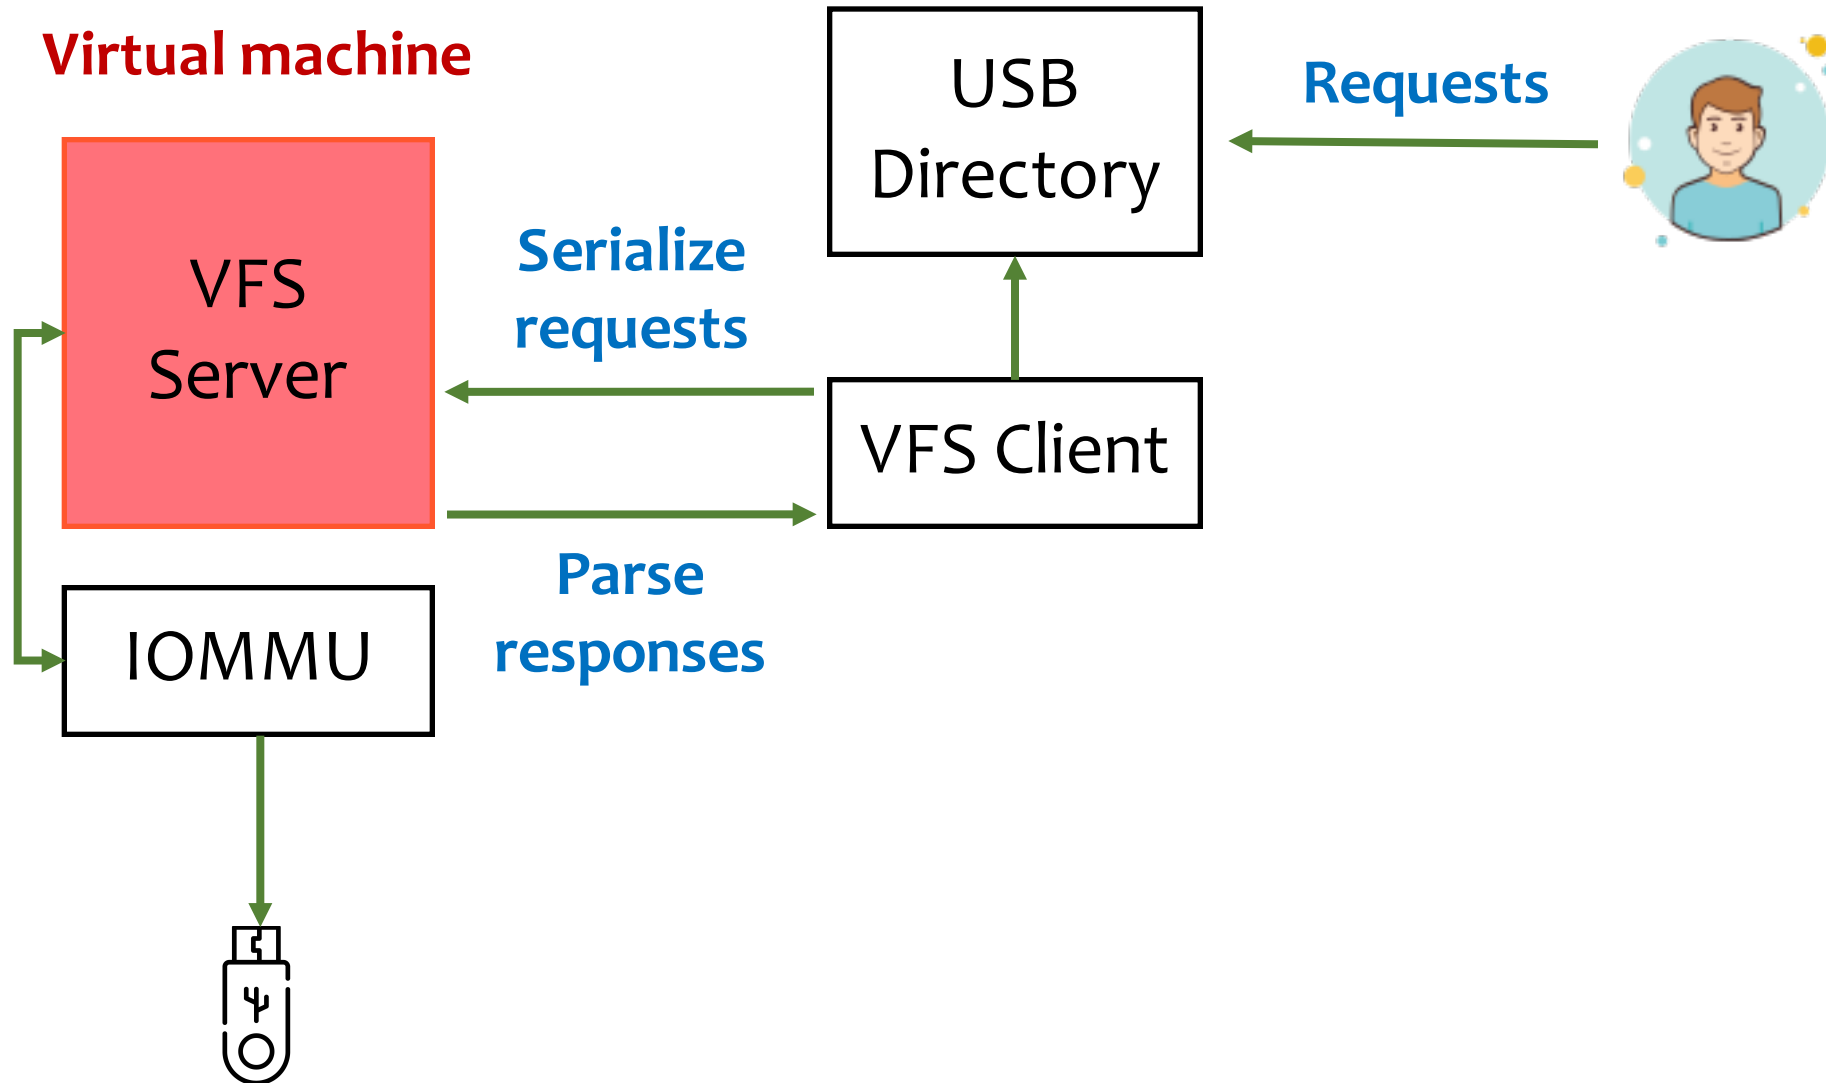 Virtual machine
USB
Directory
Requests
VFS
Server
Serialize
requests
VFS Client
Parse
responses
IOMMU